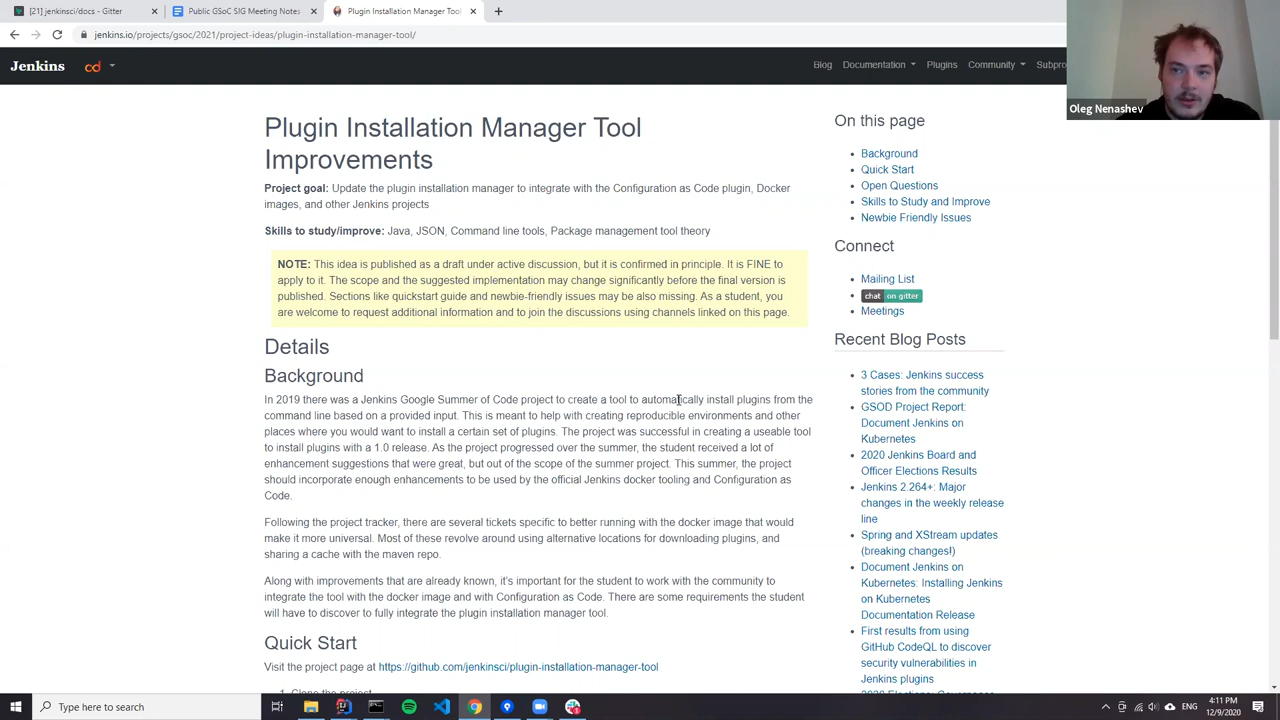 [21] jenkinsci/docs - Gitter
Public GSoC SIG Meeting Notes
Plugin Installation Manager Tool
jenkins.io/projects/gsoc/2021/project-ideas/plugin-installation-manager-tool/
Jenkins
cd
Blog
Documentation
Plugins
Community
Subpro
Oleg Nenashev
Plugin Installation Manager Tool
Improvements
Project goal: Update the plugin installation manager to integrate with the Configuration as Code plugin, Docker
images, and other Jenkins projects
Skills to study/improve: Java, JSON, Command line tools, Package management tool theory
NOTE: This idea is published as a draft under active discussion, but it is confirmed in principle. It is FINE to
apply to it. The scope and the suggested implementation may change significantly before the final version is
published. Sections like quickstart guide and newbie-friendly issues may be also missing. As a student, you
are welcome to request additional information and to join the discussions using channels linked on this page.
Details
Background
In 2019 there was a Jenkins Google Summer of Code project to create a tool to automatically install plugins from the
command line based on a provided input. This is meant to help with creating reproducible environments and other
places where you would want to install a certain set of plugins. The project was successful in creating a useable tool
to install plugins with a 1.0 release. As the project progressed over the summer, the student received a lot of
enhancement suggestions that were great, but out of the scope of the summer project. This summer, the project
should incorporate enough enhancements to be used by the official Jenkins docker tooling and Configuration as
Code.
Following the project tracker, there are several tickets specific to better running with the docker image that would
make it more universal. Most of these revolve around using alternative locations for downloading plugins, and
sharing a cache with the maven repo.
Along with improvements that are already known, it's important for the student to work with the community to
integrate the tool with the docker image and with Configuration as Code. There are some requirements the student
will have to discover to fully integrate the plugin installation manager tool.
Quick Start
Visit the project page at https://github.com/jenkinsci/plugin-installation-manager-tool
1. Clone the project
On this page
Background
Quick Start
Open Questions
Skills to Study and Improve
Newbie Friendly Issues
Connect
Mailing List
chat on gitter
Meetings
Recent Blog Posts
3 Cases: Jenkins success
stories from the community
GSOD Project Report:
Document Jenkins on
Kubernetes
2020 Jenkins Board and
Officer Elections Results
Jenkins 2.264+: Major
changes in the weekly release
line
Spring and XStream updates
(breaking changes!)
Document Jenkins on
Kubernetes: Installing Jenkins
on Kubernetes
Documentation Release
First results from using
GitHub CodeQL to discover
security vulnerabilities in
Jenkins plugins
2020 Elections: Governance
Type here to search
ENG
4:11 PM
12/9/2020